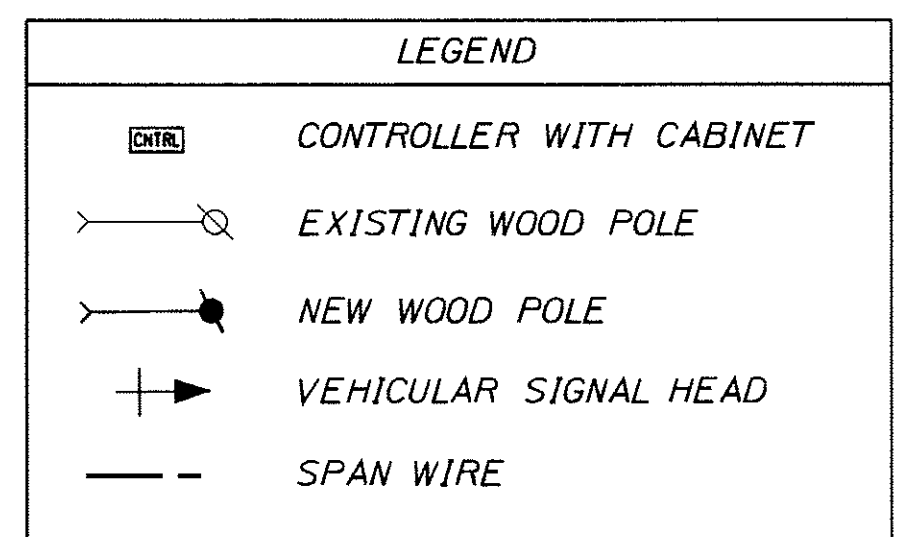 LEGEND
CNTRL CONTROLLER WITH CABINET
EXISTING WOOD POLE
NEW WOOD POLE
VEHICULAR SIGNAL HEAD
SPAN WIRE